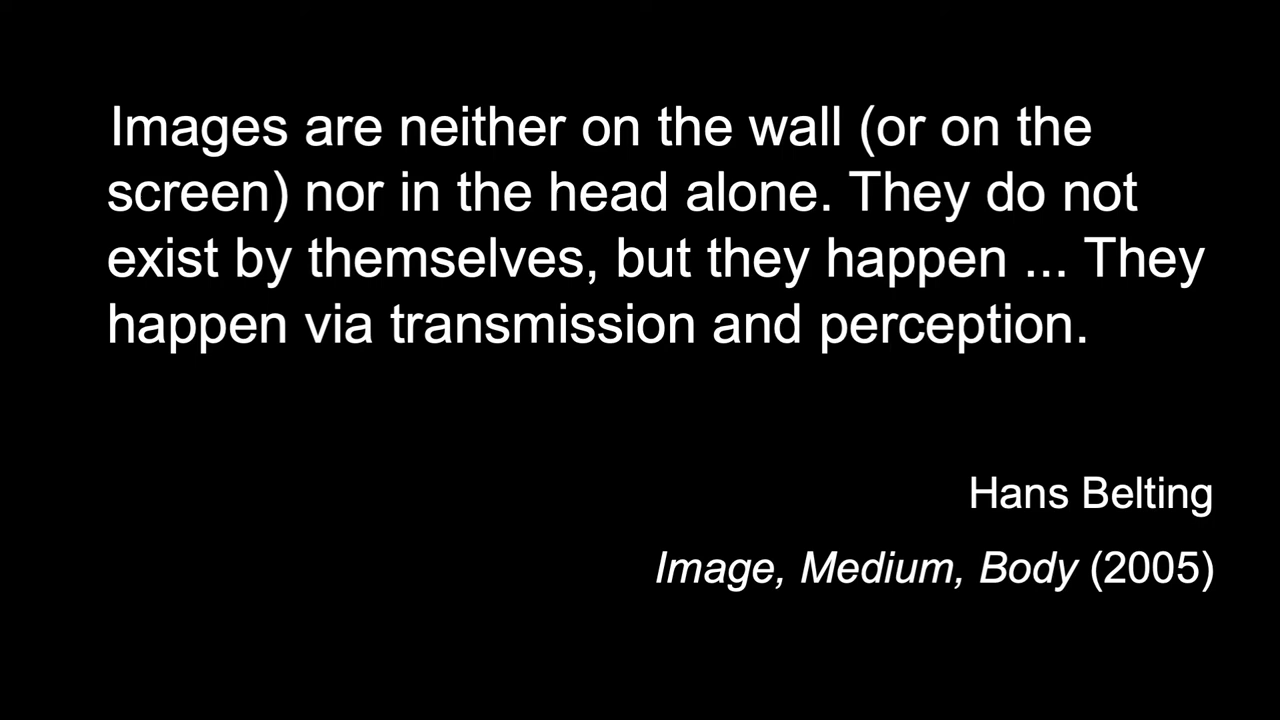 Images are neither on the wall (or on the
screen) nor in the head alone. They do not
exist by themselves, but they happen ... They
happen via transmission and perception.
Hans Belting
Image, Medium, Body (2005)